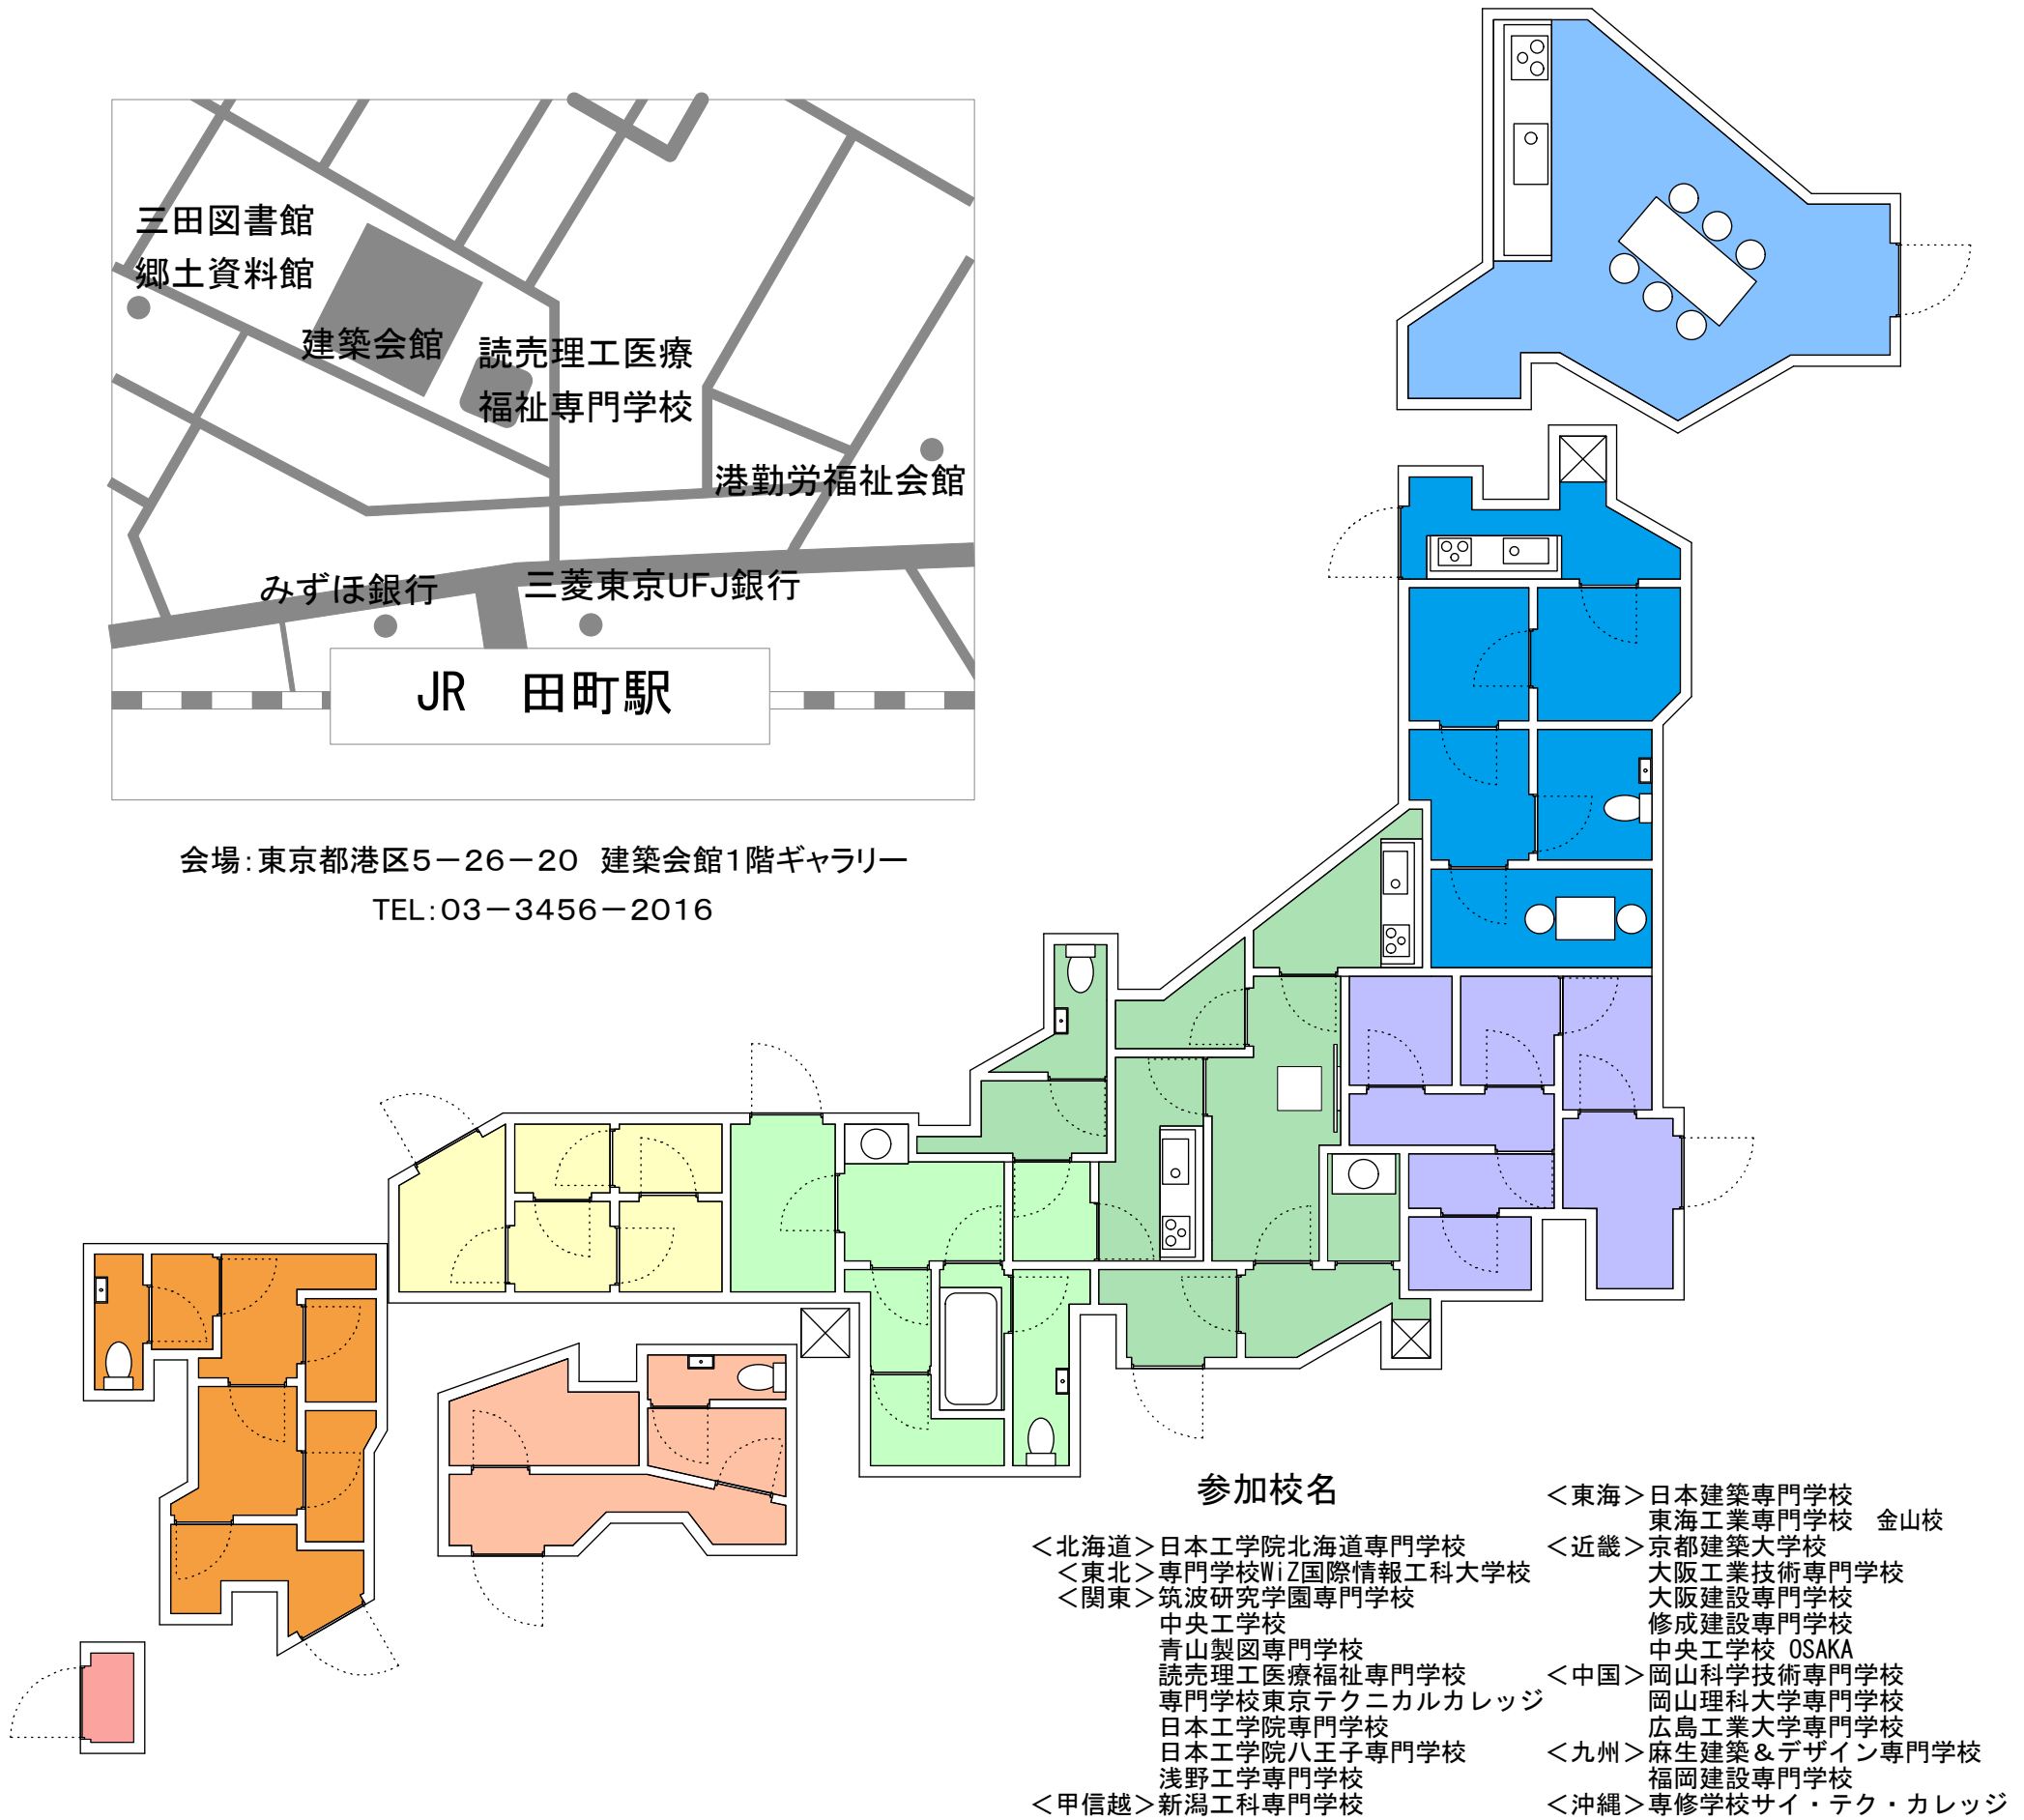 三田図書館
郷土資料館
建築会館
読売理工医療
福祉専門学校
港勤労福祉会館
みずほ銀行
三菱東京UFJ銀行
JR　田町駅
会場：東京都港区５－２６－２０　建築会館１階ギャラリー
TEL：０３－３４５６－２０１６
参加校名
＜北海道＞日本工学院北海道専門学校
＜東北＞専門学校WiZ国際情報工科大学校
＜関東＞筑波研究学園専門学校
中央工学校
青山製図専門学校
読売理工医療福祉専門学校
専門学校東京テクニカルカレッジ
日本工学院専門学校
日本工学院八王子専門学校
浅野工学専門学校
＜甲信越＞新潟工科専門学校
＜東海＞日本建築専門学校
東海工業専門学校　金山校
＜近畿＞京都建築大学校
大阪工業技術専門学校
大阪建設専門学校
修成建設専門学校
中央工学校 OSAKA
＜中国＞岡山科学技術専門学校
岡山理科大学専門学校
広島工業大学専門学校
＜九州＞麻生建築＆デザイン専門学校
福岡建設専門学校
＜沖縄＞専修学校サイ・テク・カレッジ